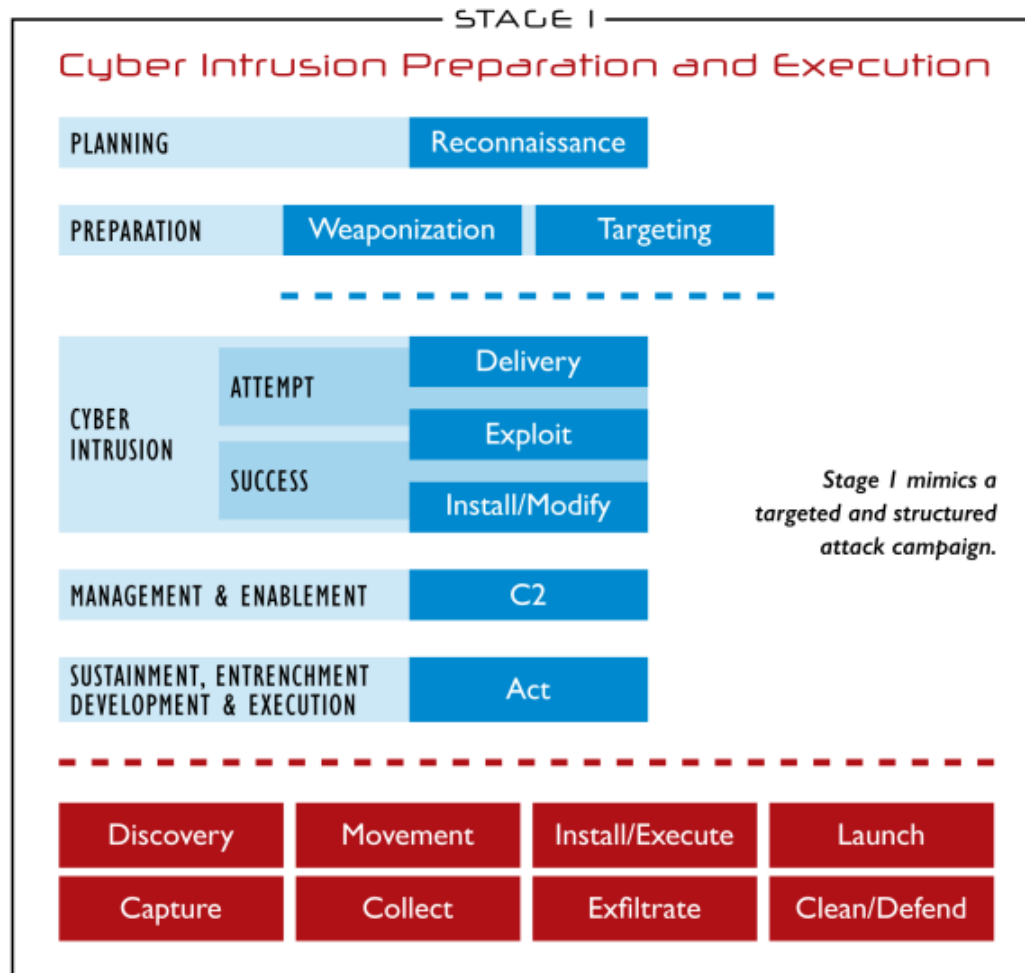 STAGE 1
Cyber Intrusion Preparation and Execution
PLANNING
Reconnaissance
PREPARATION
Weaponization
Targeting
CYBER
INTRUSION
ATTEMPT
SUCCESS
Delivery
Exploit
Install/Modify
Stage 1 mimics a
targeted and structured
attack campaign.
MANAGEMENT & ENABLEMENT
C2
SUSTAINMENT, ENTRENCHMENT
DEVELOPMENT & EXECUTION
Act
Discovery
Movement
Install/Execute
Launch
Capture
Collect
Exfiltrate
Clean/Defend